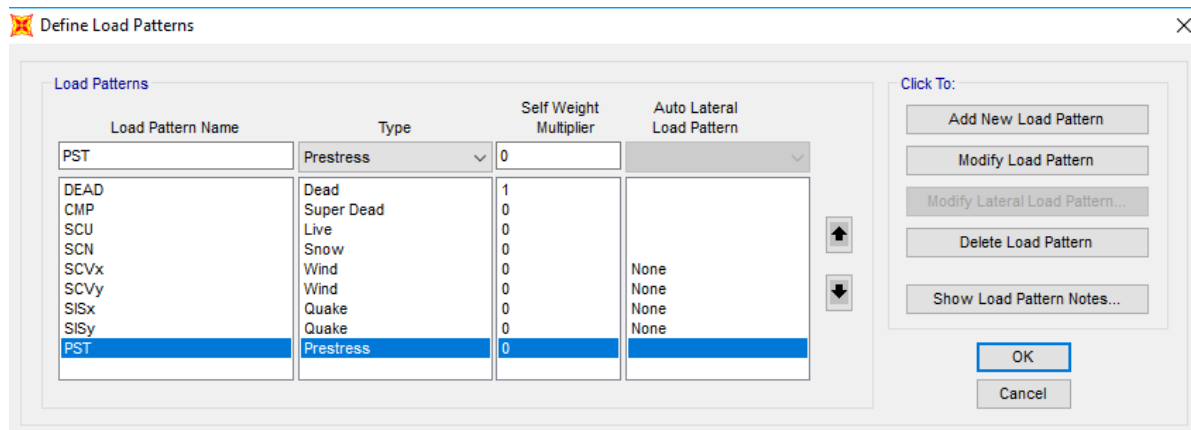 Define Load Patterns
Load Patterns
Click To:
Load Pattern Name
Type
Self Weight
Multiplier
Auto Lateral
Load Pattern
PST Prestress 0
DEAD Dead 1
CMP Super Dead 0
SCU Live 0
SCN Snow 0
SCVx Wind 0 None
SCVy Wind 0 None
SISx Quake 0 None
SISy Quake 0 None
PST Prestress 0
Add New Load Pattern
Modify Load Pattern
Modify Lateral Load Pattern...
Delete Load Pattern
Show Load Pattern Notes...
OK
Cancel